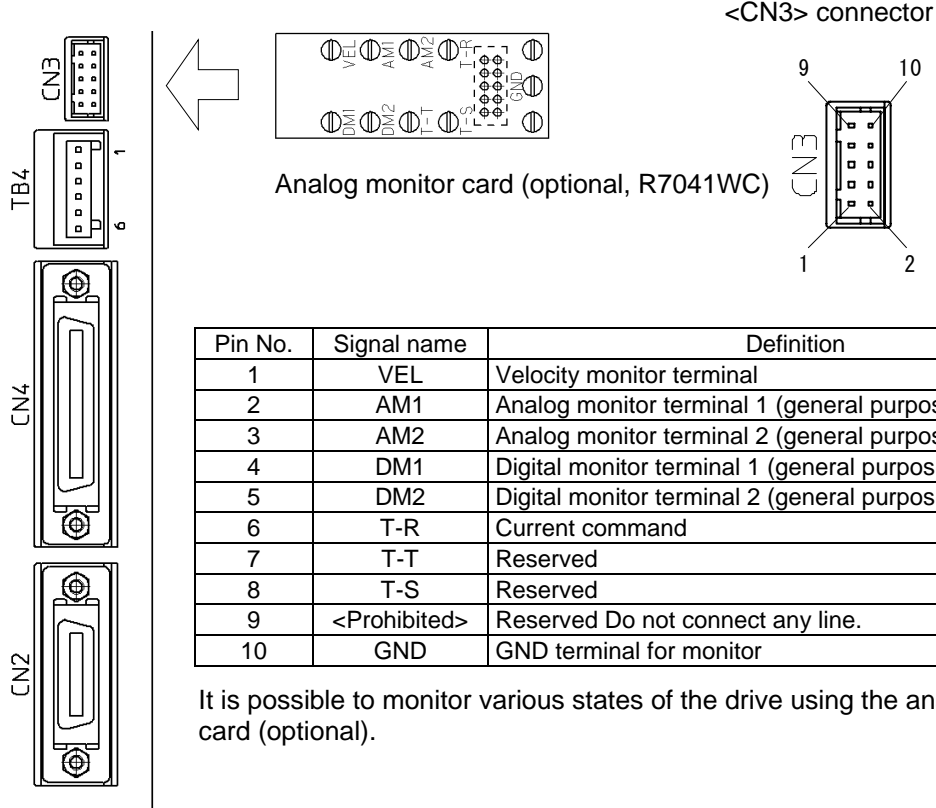 <CN3> connector
CN3
TB4
1
6
CN4
CN2
VEL
AM1
AM2
T-R
GND
DM1
DM2
T-T
T-S
Analog monitor card (optional, R7041WC)
9
10
CN3
1
2
Pin No. Signal name Definition
1 VEL Velocity monitor terminal
2 AM1 Analog monitor terminal 1 (general purpos
3 AM2 Analog monitor terminal 2 (general purpos
4 DM1 Digital monitor terminal 1 (general purpos
5 DM2 Digital monitor terminal 2 (general purpos
6 T-R Current command
7 T-T Reserved
8 T-S Reserved
9 <Prohibited> Reserved Do not connect any line.
10 GND GND terminal for monitor
It is possible to monitor various states of the drive using the an
card (optional).